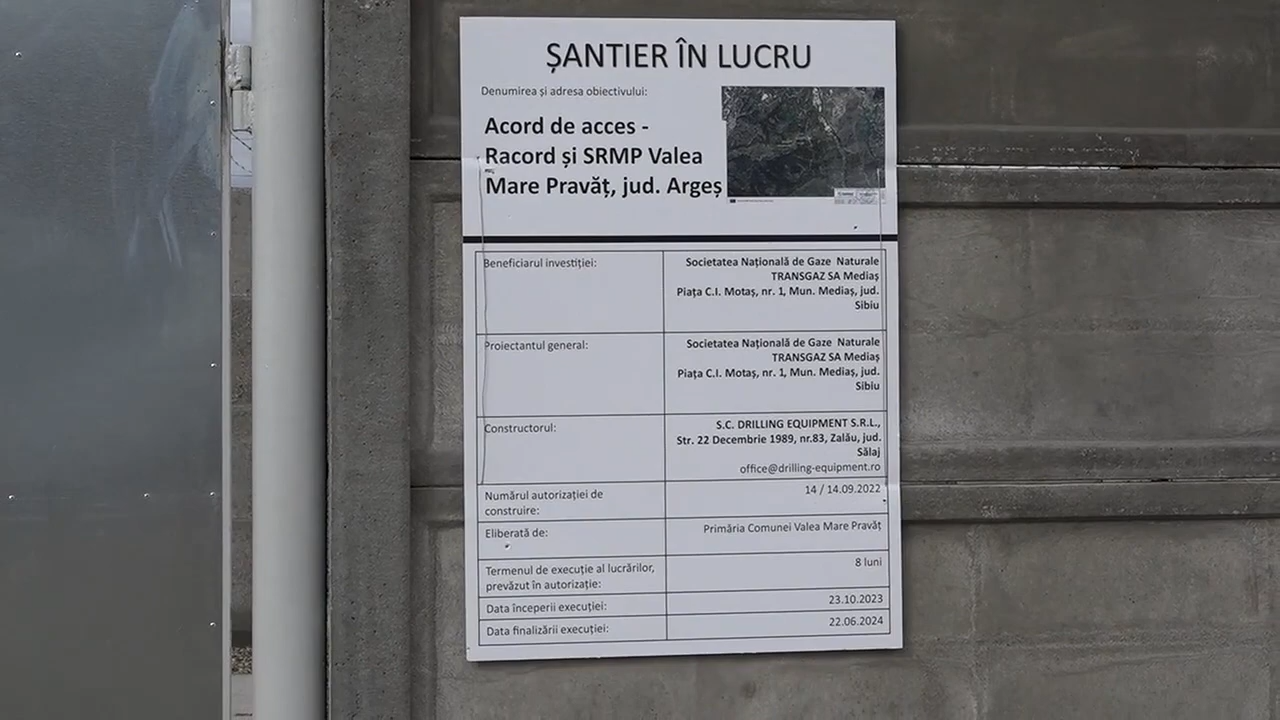 ȘANTIER ÎN LUCRU
Denumirea și adresa obiectivului:
Acord de acces -
Racord și SRMP Valea
Mare Pravăț, jud. Argeș
Beneficiarul investiției:
Societatea Națională de Gaze Naturale
TRANSGAZ SA Mediaș
Piața C.I. Motaș, nr. 1, Mun. Mediaș, jud.
Sibiu
Proiectantul general:
Societatea Națională de Gaze Naturale
TRANSGAZ SA Mediaș
Piața C.I. Motaș, nr. 1, Mun. Mediaș, jud.
Sibiu
Constructorul:
S.C. DRILLING EQUIPMENT S.R.L.,
Str. 22 Decembrie 1989, nr.83, Zalău, jud.
Sălaj
office@drilling-equipment.ro
Numărul autorizației de
construire:
14 / 14.09.2022
Eliberată de:
Primăria Comunei Valea Mare Pravăț
Termenul de execuție al lucrărilor,
prevăzut în autorizație:
8 luni
Data începerii execuției:
23.10.2023
Data finalizării execuției:
22.06.2024